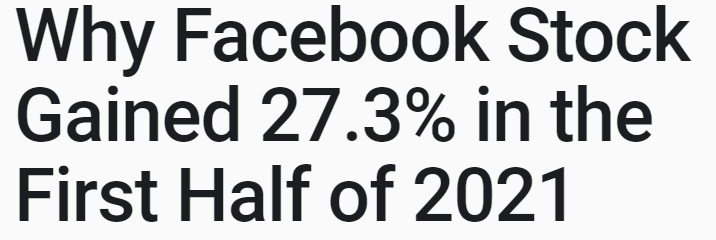 Why Facebook Stock
Gained 27.3% in the
First Half of 2021